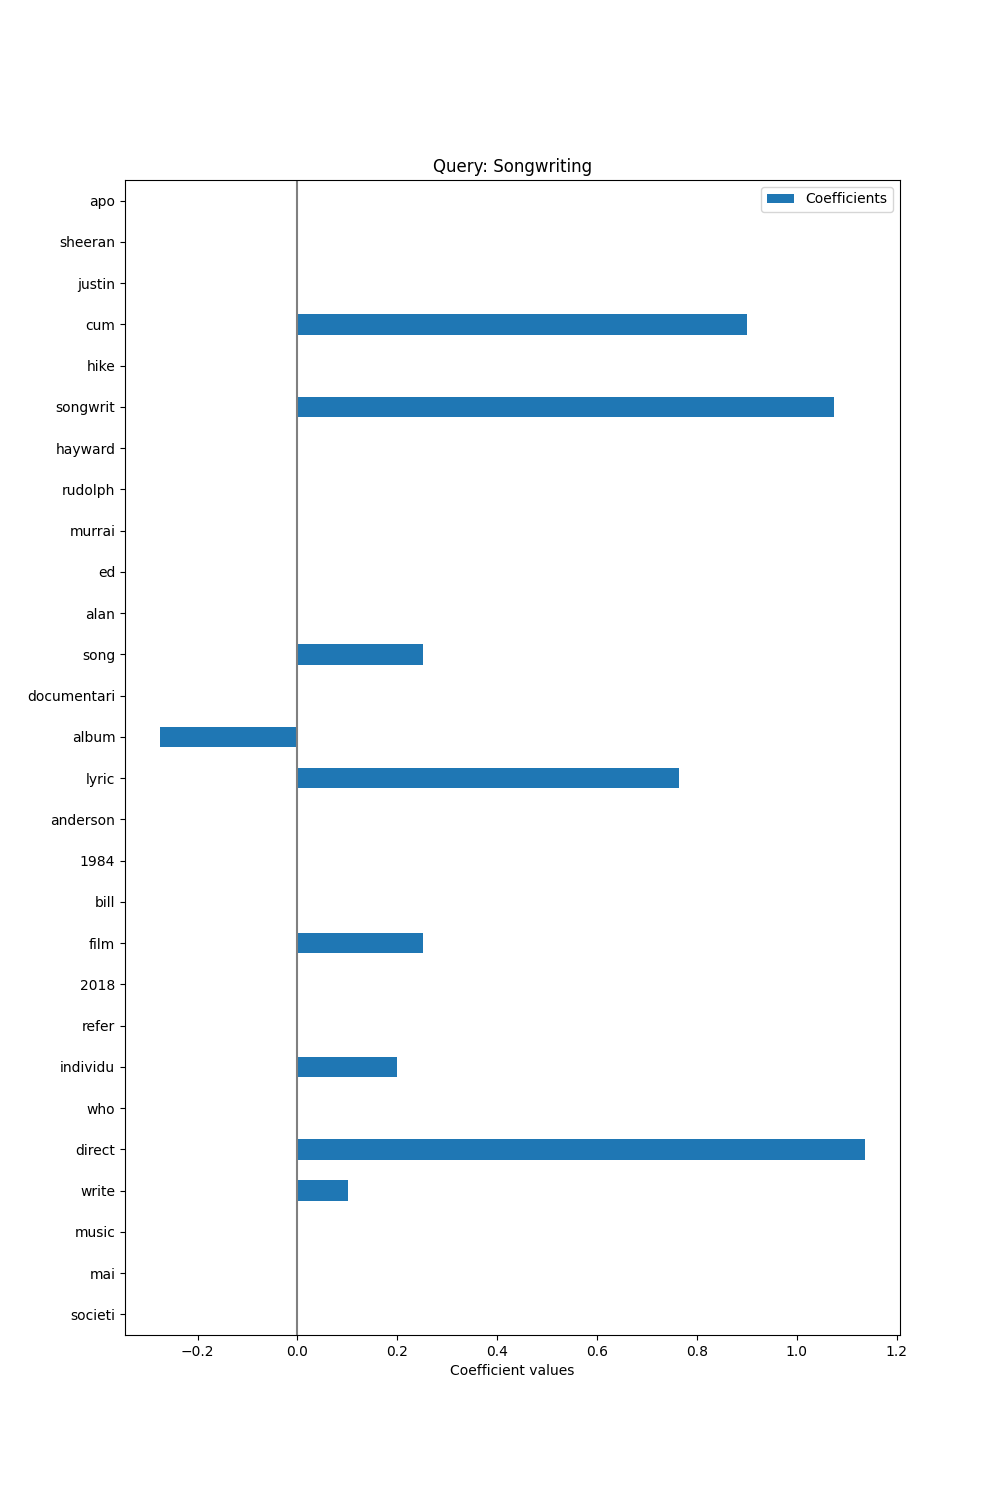 Query: Songwriting
Coefficients
apo
sheeran
justin
cum
hike
songwrit
hayward
rudolph
murrai
ed
alan
song
documentari
album
lyric
anderson
1984
bill
film
2018
refer
individu
who
direct
write
music
mai
societi
−0.2 0.0 0.2 0.4 0.6 0.8 1.0 1.2
Coefficient values